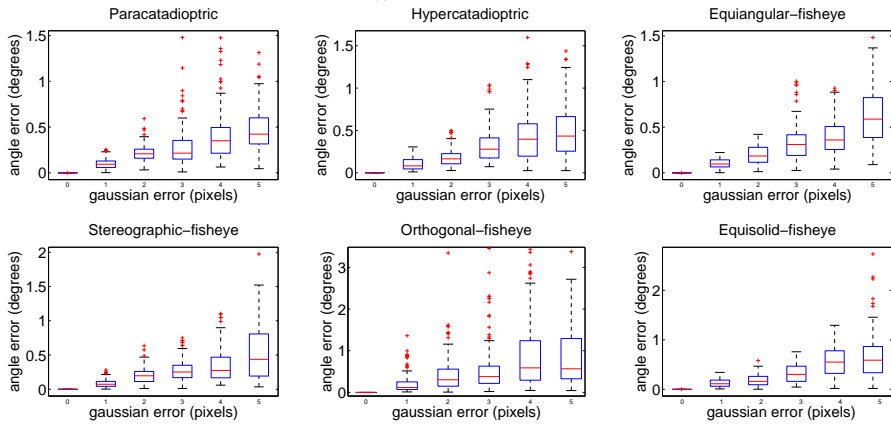 Paracatadioptric
Hypercatadioptric
Equiangular−fisheye
1.5
1
0.5
0
angle error (degrees)
0 1 2 3 4 5
gaussian error (pixels)
1.5
1
0.5
0
angle error (degrees)
0 1 2 3 4 5
gaussian error (pixels)
1.5
1
0.5
0
angle error (degrees)
0 1 2 3 4 5
gaussian error (pixels)
Stereographic−fisheye
Orthogonal−fisheye
Equisolid−fisheye
2
1.5
1
0.5
0
angle error (degrees)
0 1 2 3 4 5
gaussian error (pixels)
3
2
1
0
angle error (degrees)
0 1 2 3 4 5
gaussian error (pixels)
2
1
0
angle error (degrees)
0 1 2 3 4 5
gaussian error (pixels)